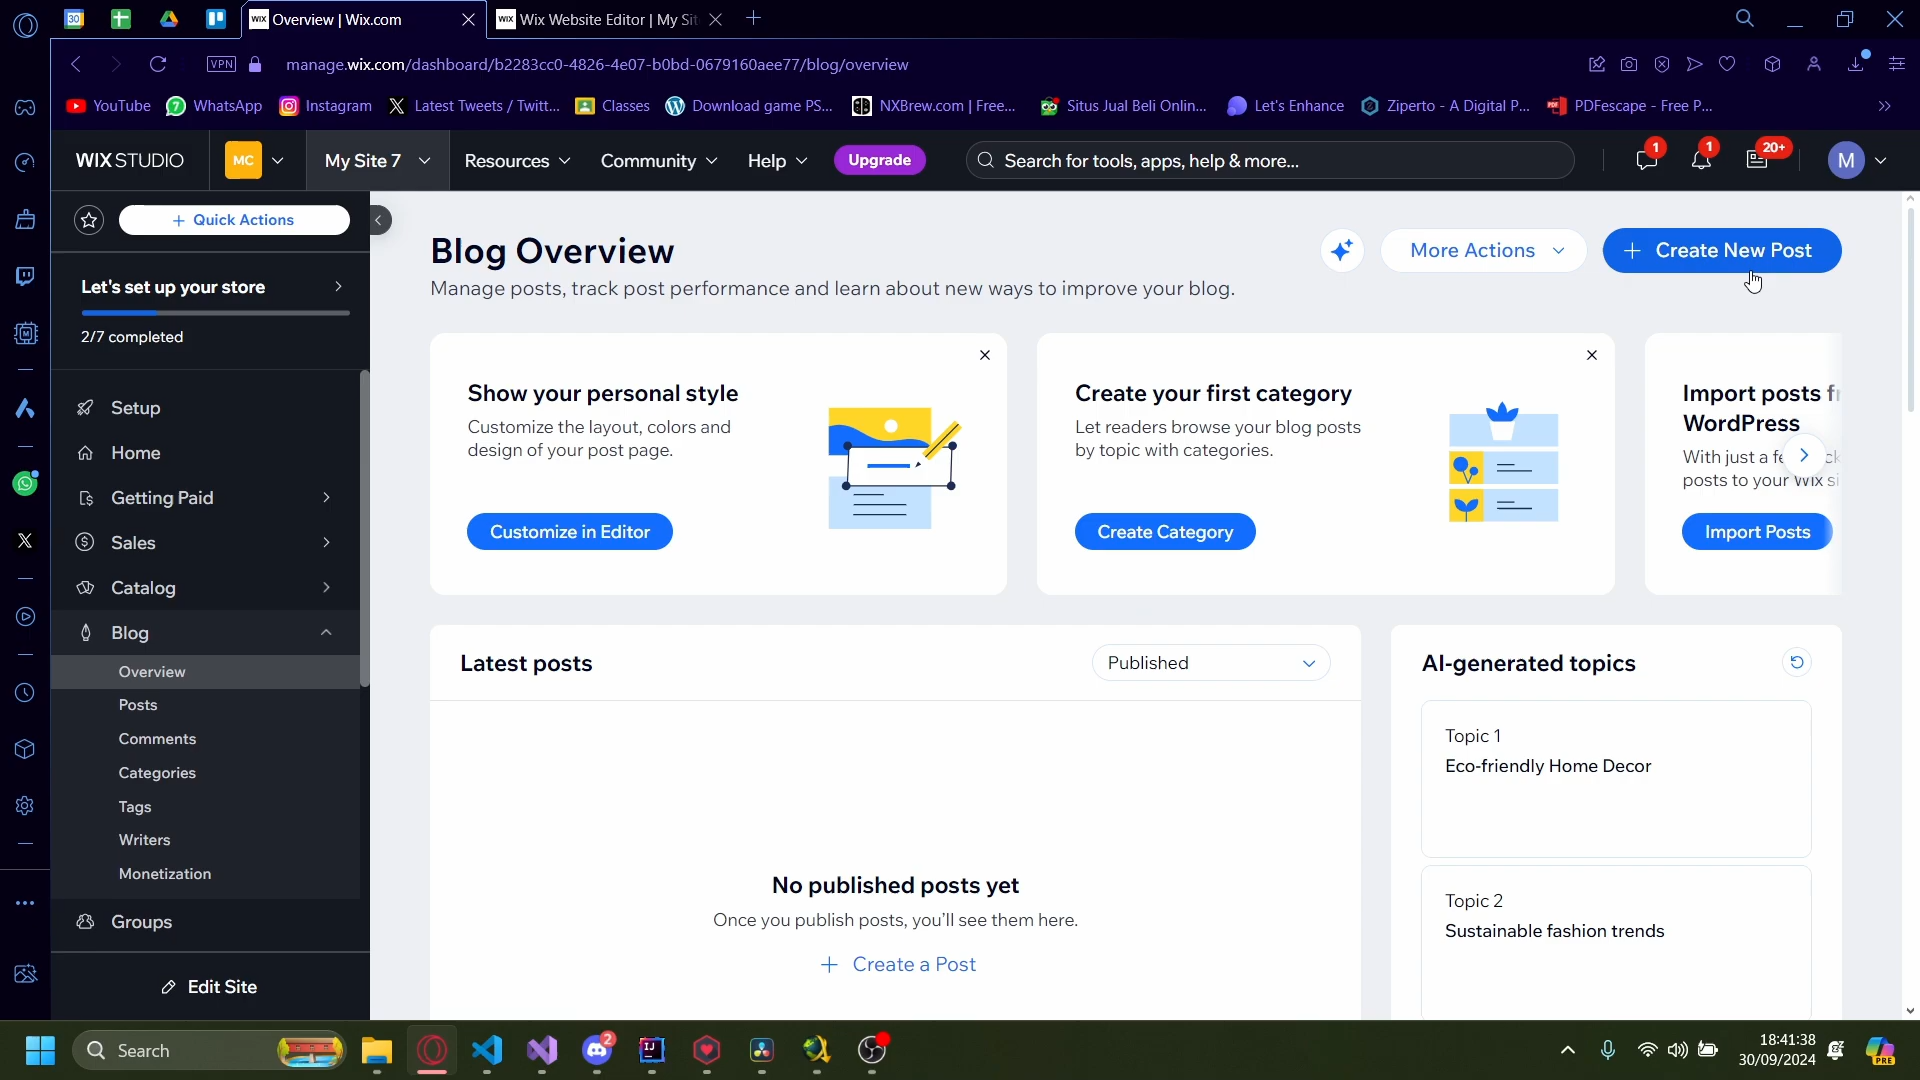 30
WIX Overview | Wix.com
WIX Wix Website Editor | My Sit
VPN
manage.wix.com/dashboard/b2283cc0-4826-4e07-b0bd-0679160aee77/blog/overview
YouTube
WhatsApp
Instagram
Latest Tweets / Twitt...
Classes
Download game PS...
NXBrew.com | Free...
Situs Jual Beli Onlin...
Let's Enhance
Ziperto - A Digital P...
PDFescape - Free P...
WIX STUDIO
MC
My Site 7
Resources
Community
Help
Upgrade
Search for tools, apps, help & more...
1
1
20+
M
+ Quick Actions
Let's set up your store
2/7 completed
Setup
Home
Getting Paid
Sales
Catalog
Blog
Overview
Posts
Comments
Categories
Tags
Writers
Monetization
Groups
Edit Site
Blog Overview
Manage posts, track post performance and learn about new ways to improve your blog.
More Actions
+ Create New Post
Show your personal style
Customize the layout, colors and
design of your post page.
Customize in Editor
Create your first category
Let readers browse your blog posts
by topic with categories.
Create Category
Import posts fr
WordPress
With just a fe
posts to your Wix si
Import Posts
Latest posts
Published
No published posts yet
Once you publish posts, you'll see them here.
+ Create a Post
AI-generated topics
Topic 1
Eco-friendly Home Decor
Topic 2
Sustainable fashion trends
Search
2
IJ
18:41:38
30/09/2024
PRE